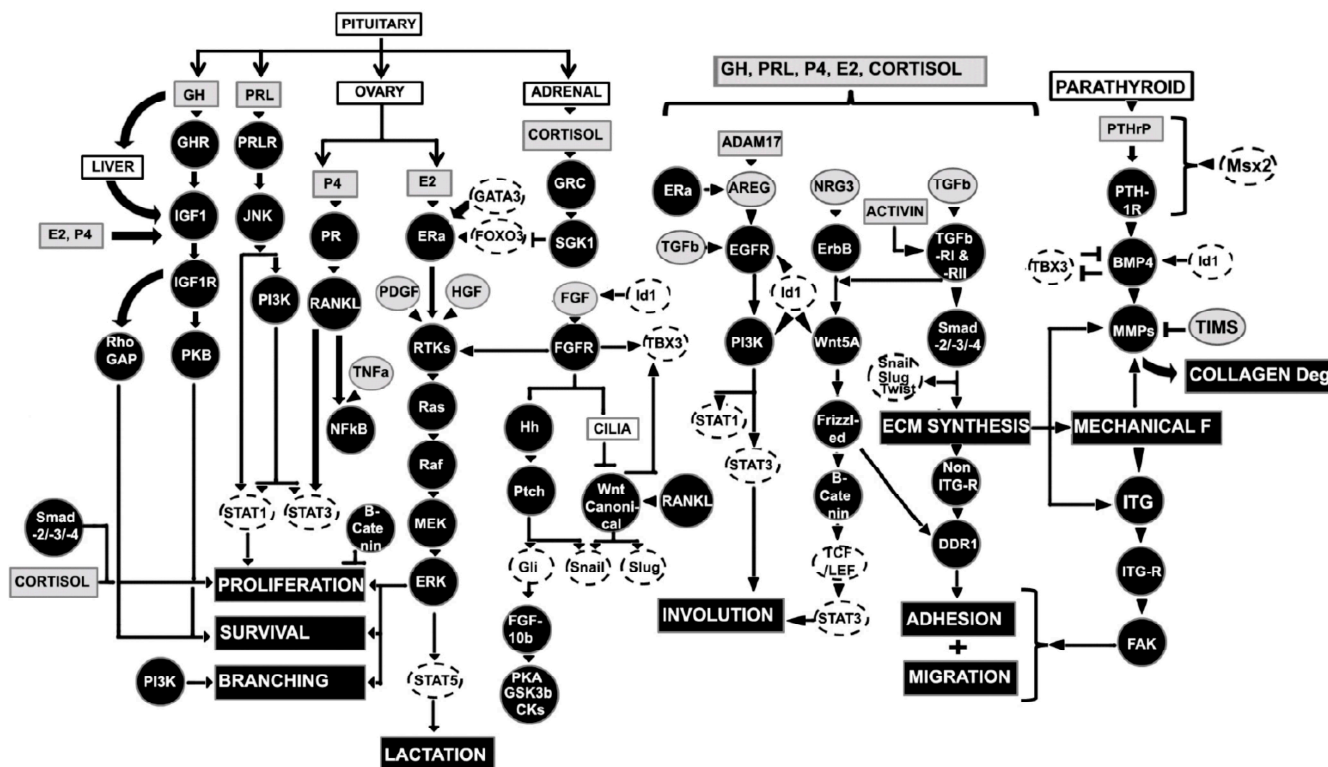 PITUITARY
GH
PRL
OVARY
ADRENAL
GH, PRL, P4, E2, CORTISOL
PARATHYROID
GHR
PRLR
CORTISOL
ADAM17
PTHrP
Msx2
LIVER
P4
E2
GRC
ERa
AREG
NRG3
TGFb
PTH-
1R
IGF1
JNK
GATA3
ACTIVIN
E2, P4
PR
ERa
FOXO3
SGK1
TGFb
EGFR
ErbB
TGFb
-RI &
-RII
TBX3
BMP4
Id1
IGF1R
PI3K
RANKL
PDGF
HGF
FGF
Id1
Id1
Rho
GAP
PKB
RTKs
FGFR
TBX3
PI3K
Wnt5A
Smad
-2/-3/-4
MMPs
TIMS
TNFa
Snail
Slug
Twist
COLLAGEN Deg
NFkB
Ras
Hh
CILIA
STAT1
Frizzl-
ed
ECM SYNTHESIS
MECHANICAL F
Raf
STAT3
Non
ITG-R
Ptch
Wnt
Canoni-
cal
RANKL
B-
Cate
nin
ITG
Smad
-2/-3/-4
STAT1
STAT3
B-
Cate
nin
MEK
DDR1
CORTISOL
PROLIFERATION
ERK
Gli
Snail
Slug
TCF
/LEF
ITG-R
SURVIVAL
FGF-
10b
INVOLUTION
STAT3
ADHESION
+
MIGRATION
FAK
PI3K
BRANCHING
STAT5
PKA
GSK3b
CKs
LACTATION